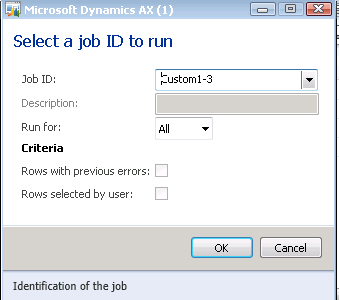 Microsoft Dynamics AX (1)
Select a job ID to run
Job ID: Custom1-3
Description:
Run for: All
Criteria
Rows with previous errors:
Rows selected by user:
OK Cancel
Identification of the job